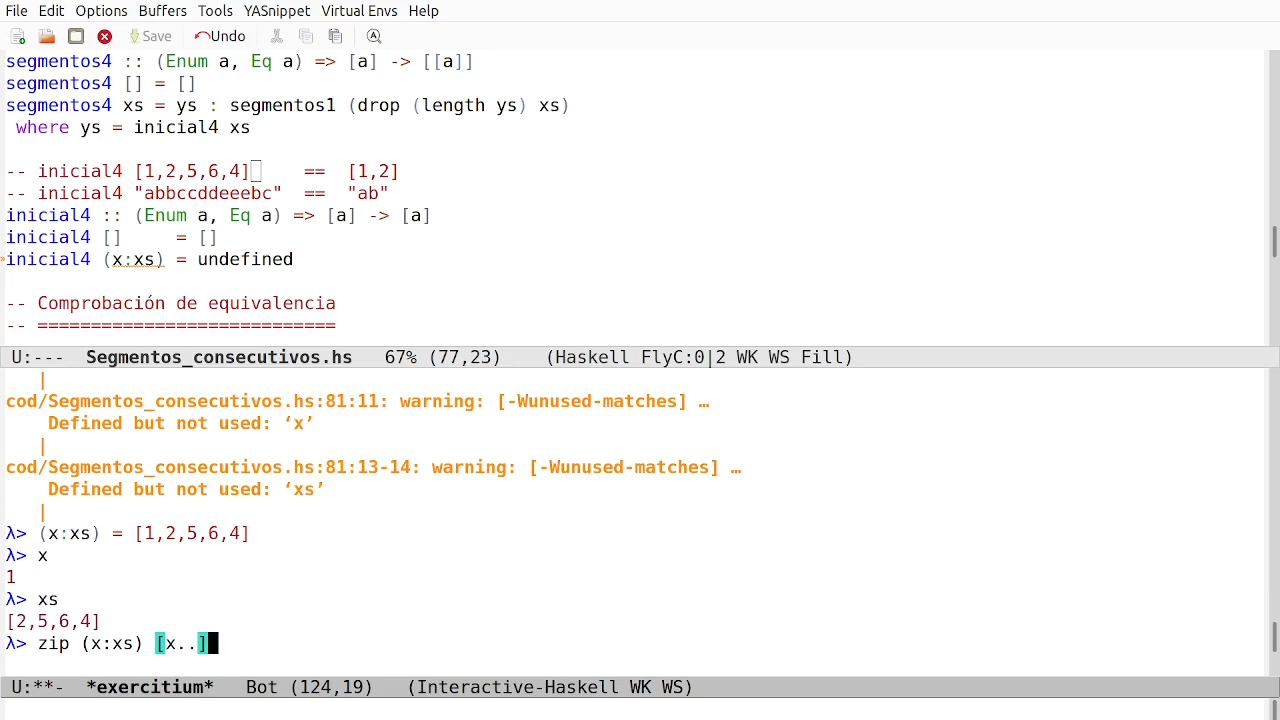 File Edit Options Buffers Tools YASnippet Virtual Envs Help
Save Undo
segmentos4 :: (Enum a, Eq a) => [a] -> [[a]]
segmentos4 [] = []
segmentos4 xs = ys : segmentos1 (drop (length ys) xs)
 where ys = inicial4 xs
-- inicial4 [1,2,5,6,4]     ==  [1,2]
-- inicial4 "abbccddeeebc"  ==  "ab"
inicial4 :: (Enum a, Eq a) => [a] -> [a]
inicial4 []     = []
inicial4 (x:xs) = undefined
-- Comprobación de equivalencia
-- ============================
U:---  Segmentos_consecutivos.hs   67% (77,23)    (Haskell FlyC:0|2 WK WS Fill)
|
cod/Segmentos_consecutivos.hs:81:11: warning: [-Wunused-matches] …
Defined but not used: ‘x’
|
cod/Segmentos_consecutivos.hs:81:13-14: warning: [-Wunused-matches] …
Defined but not used: ‘xs’
|
λ> (x:xs) = [1,2,5,6,4]
λ> x
1
λ> xs
[2,5,6,4]
λ> zip (x:xs) [x..]
U:**-  *exercitium*   Bot (124,19)   (Interactive-Haskell WK WS)